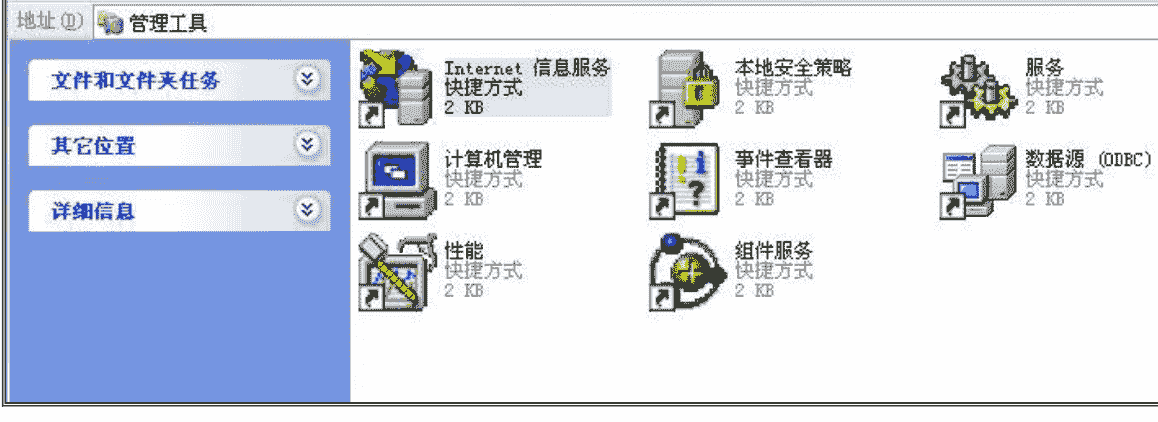 地址(D) 管理工具
文件和文件夹任务
其它位置
详细信息
Internet 信息服务
快捷方式
2 KB
本地安全策略
快捷方式
2 KB
服务
快捷方式
2 KB
计算机管理
快捷方式
2 KB
事件查看器
快捷方式
2 KB
数据源 (ODBC)
快捷方式
2 KB
性能
快捷方式
2 KB
组件服务
快捷方式
2 KB